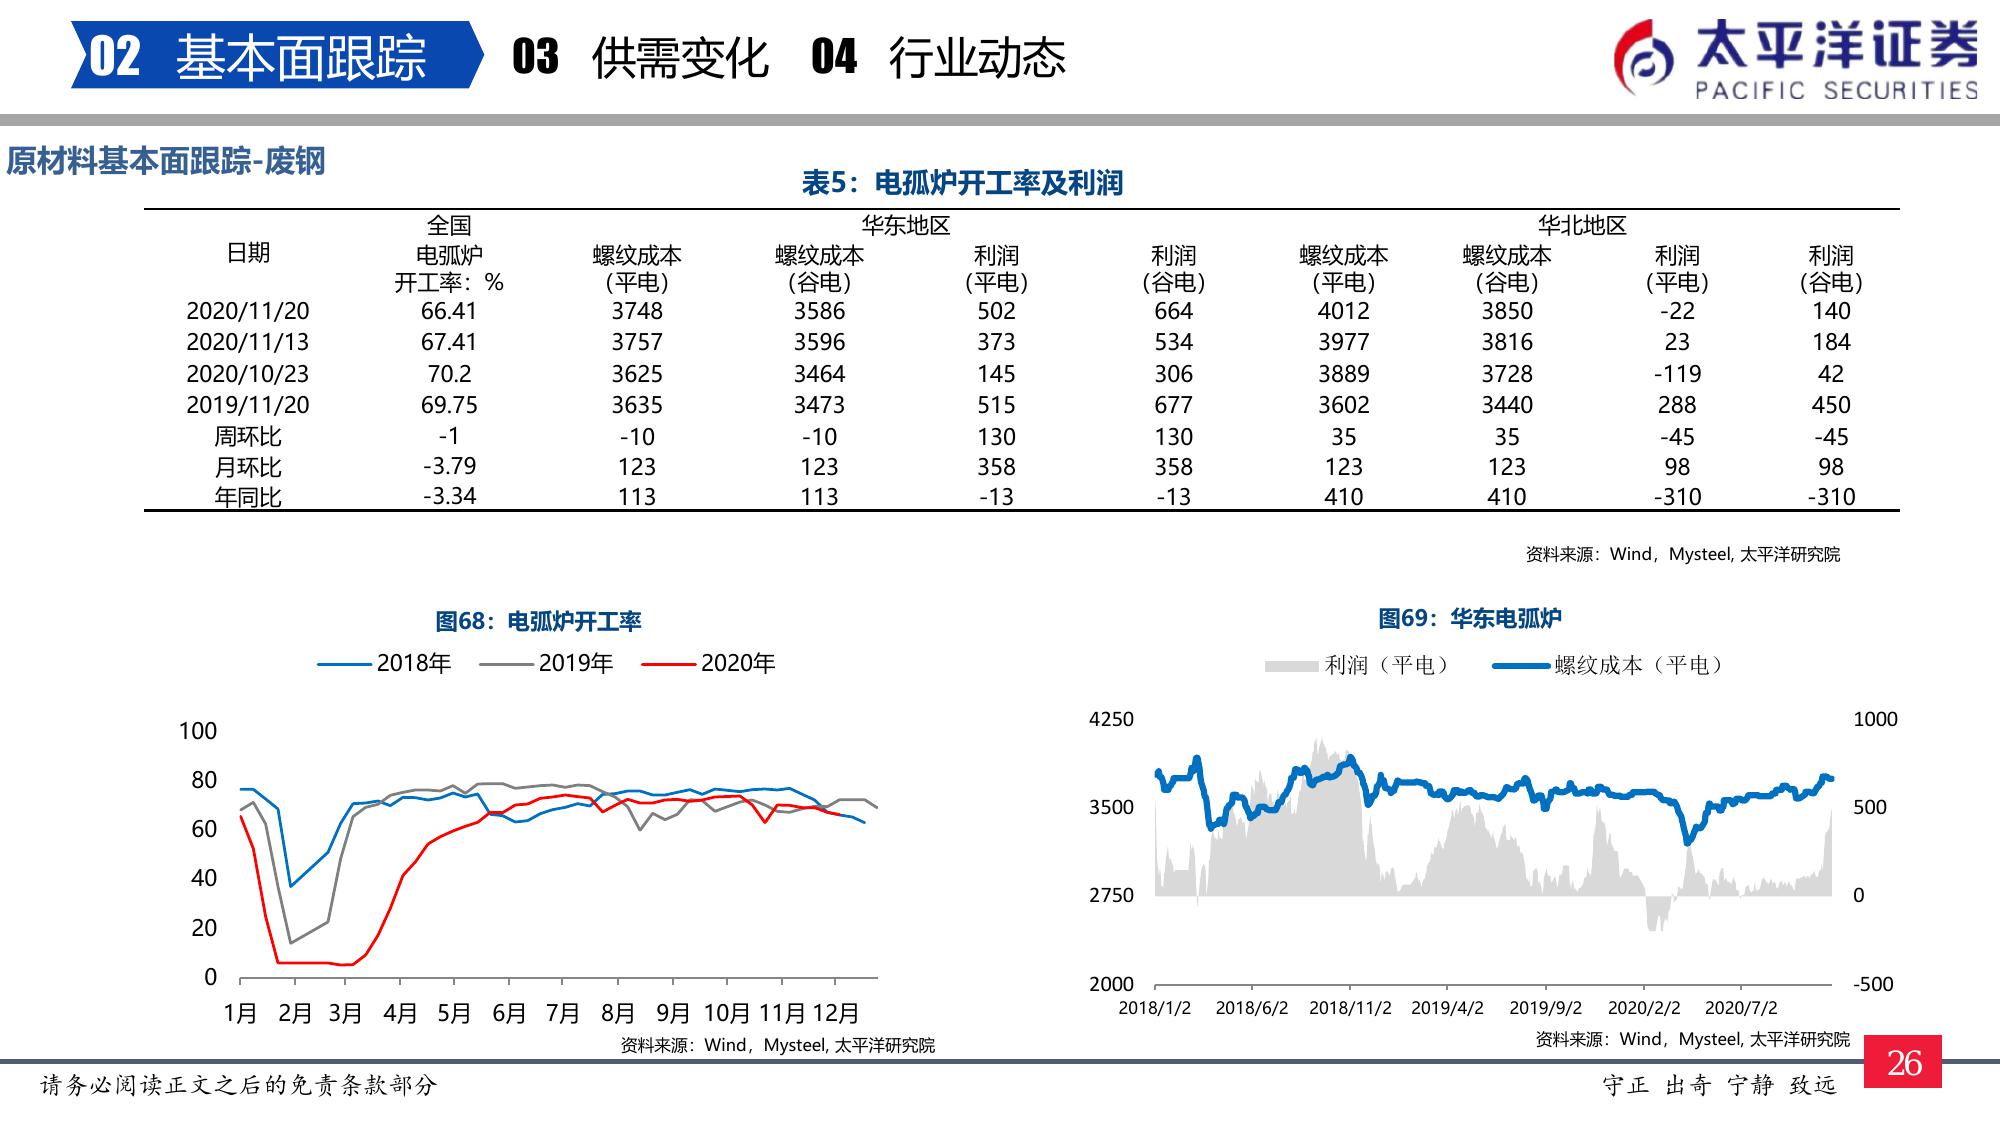 02 基本面跟踪 03 供需变化 04 行业动态
太平洋证券
PACIFIC SECURITIES
原材料基本面跟踪-废钢
表5：电孤炉开工率及利润
全国 华东地区 华北地区
日期 电弧炉 螺纹成本 螺纹成本 利润 利润 螺纹成本 螺纹成本 利润 利润
开工率：% （平电） （谷电） （平电） （谷电） （平电） （谷电） （平电） （谷电）
2020/11/20 66.41 3748 3586 502 664 4012 3850 -22 140
2020/11/13 67.41 3757 3596 373 534 3977 3816 23 184
2020/10/23 70.2 3625 3464 145 306 3889 3728 -119 42
2019/11/20 69.75 3635 3473 515 677 3602 3440 288 450
周环比 -1 -10 -10 130 130 35 35 -45 -45
月环比 -3.79 123 123 358 358 123 123 98 98
年同比 -3.34 113 113 -13 -13 410 410 -310 -310
资料来源：Wind，Mysteel, 太平洋研究院
图68：电弧炉开工率
2018年 2019年 2020年
100
80
60
40
20
0
1月 2月 3月 4月 5月 6月 7月 8月 9月 10月 11月 12月
资料来源：Wind，Mysteel, 太平洋研究院
图69：华东电弧炉
利润（平电） 螺纹成本（平电）
4250 1000
3500 500
2750 0
2000 -500
2018/1/2 2018/6/2 2018/11/2 2019/4/2 2019/9/2 2020/2/2 2020/7/2
资料来源：Wind，Mysteel, 太平洋研究院
26
请务必阅读正文之后的免责条款部分
守正 出奇 宁静 致远